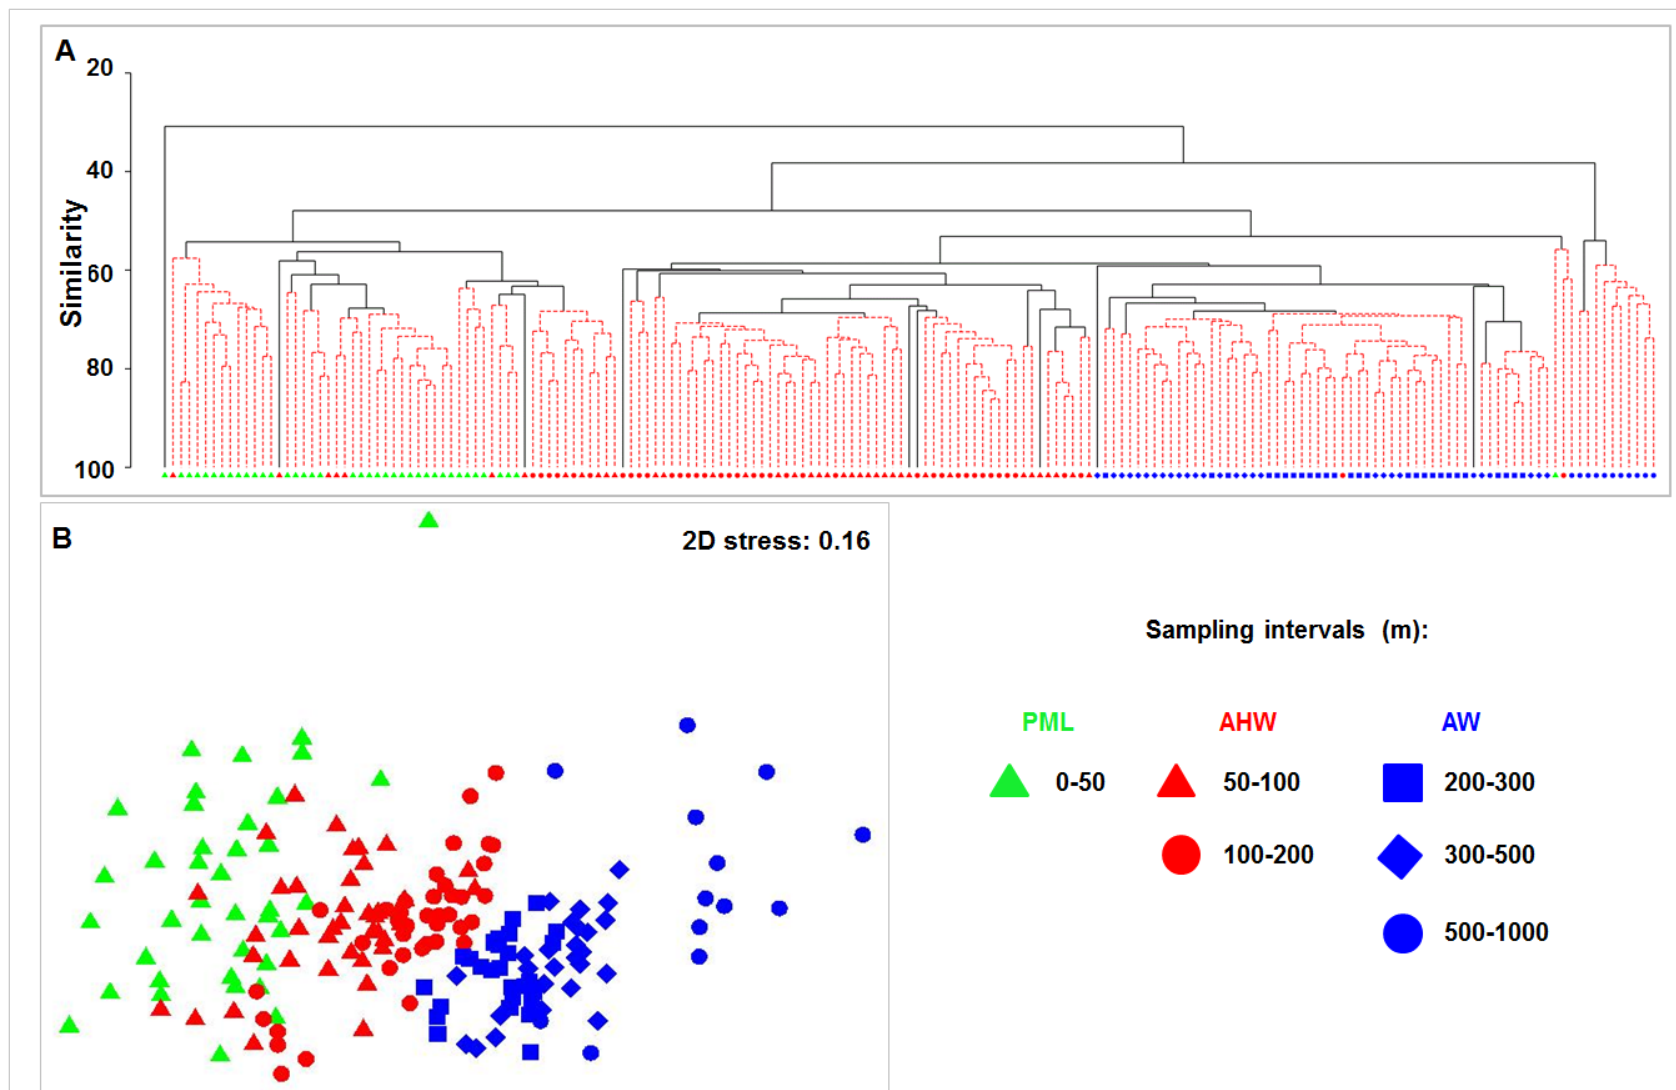 A
20
40
60
80
100
Similarity
B
2D stress: 0.16
Sampling intervals (m):
PML AHW AW
0-50 50-100 200-300
100-200 300-500
500-1000